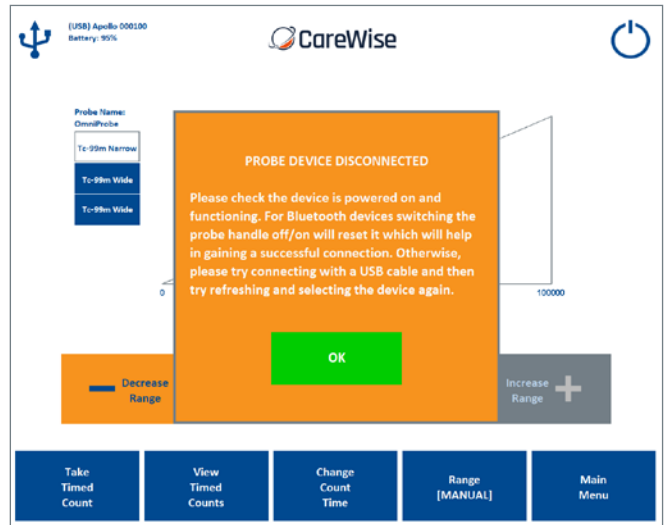 (USB) Apollo 000100
Battery: 95%
CareWise
Probe Name:
OmniProbe
Tc-99m Narrow
Tc-99m Wide
Tc-99m Wide
PROBE DEVICE DISCONNECTED
Please check the device is powered on and
functioning. For Bluetooth devices switching the
probe handle off/on will reset it which will help
in gaining a successful connection. Otherwise,
please try connecting with a USB cable and then
try refreshing and selecting the device again.
0
100000
OK
Decrease
Range
Increase
Range
Take
Timed
Count
View
Timed
Counts
Change
Count
Time
Range
[MANUAL]
Main
Menu